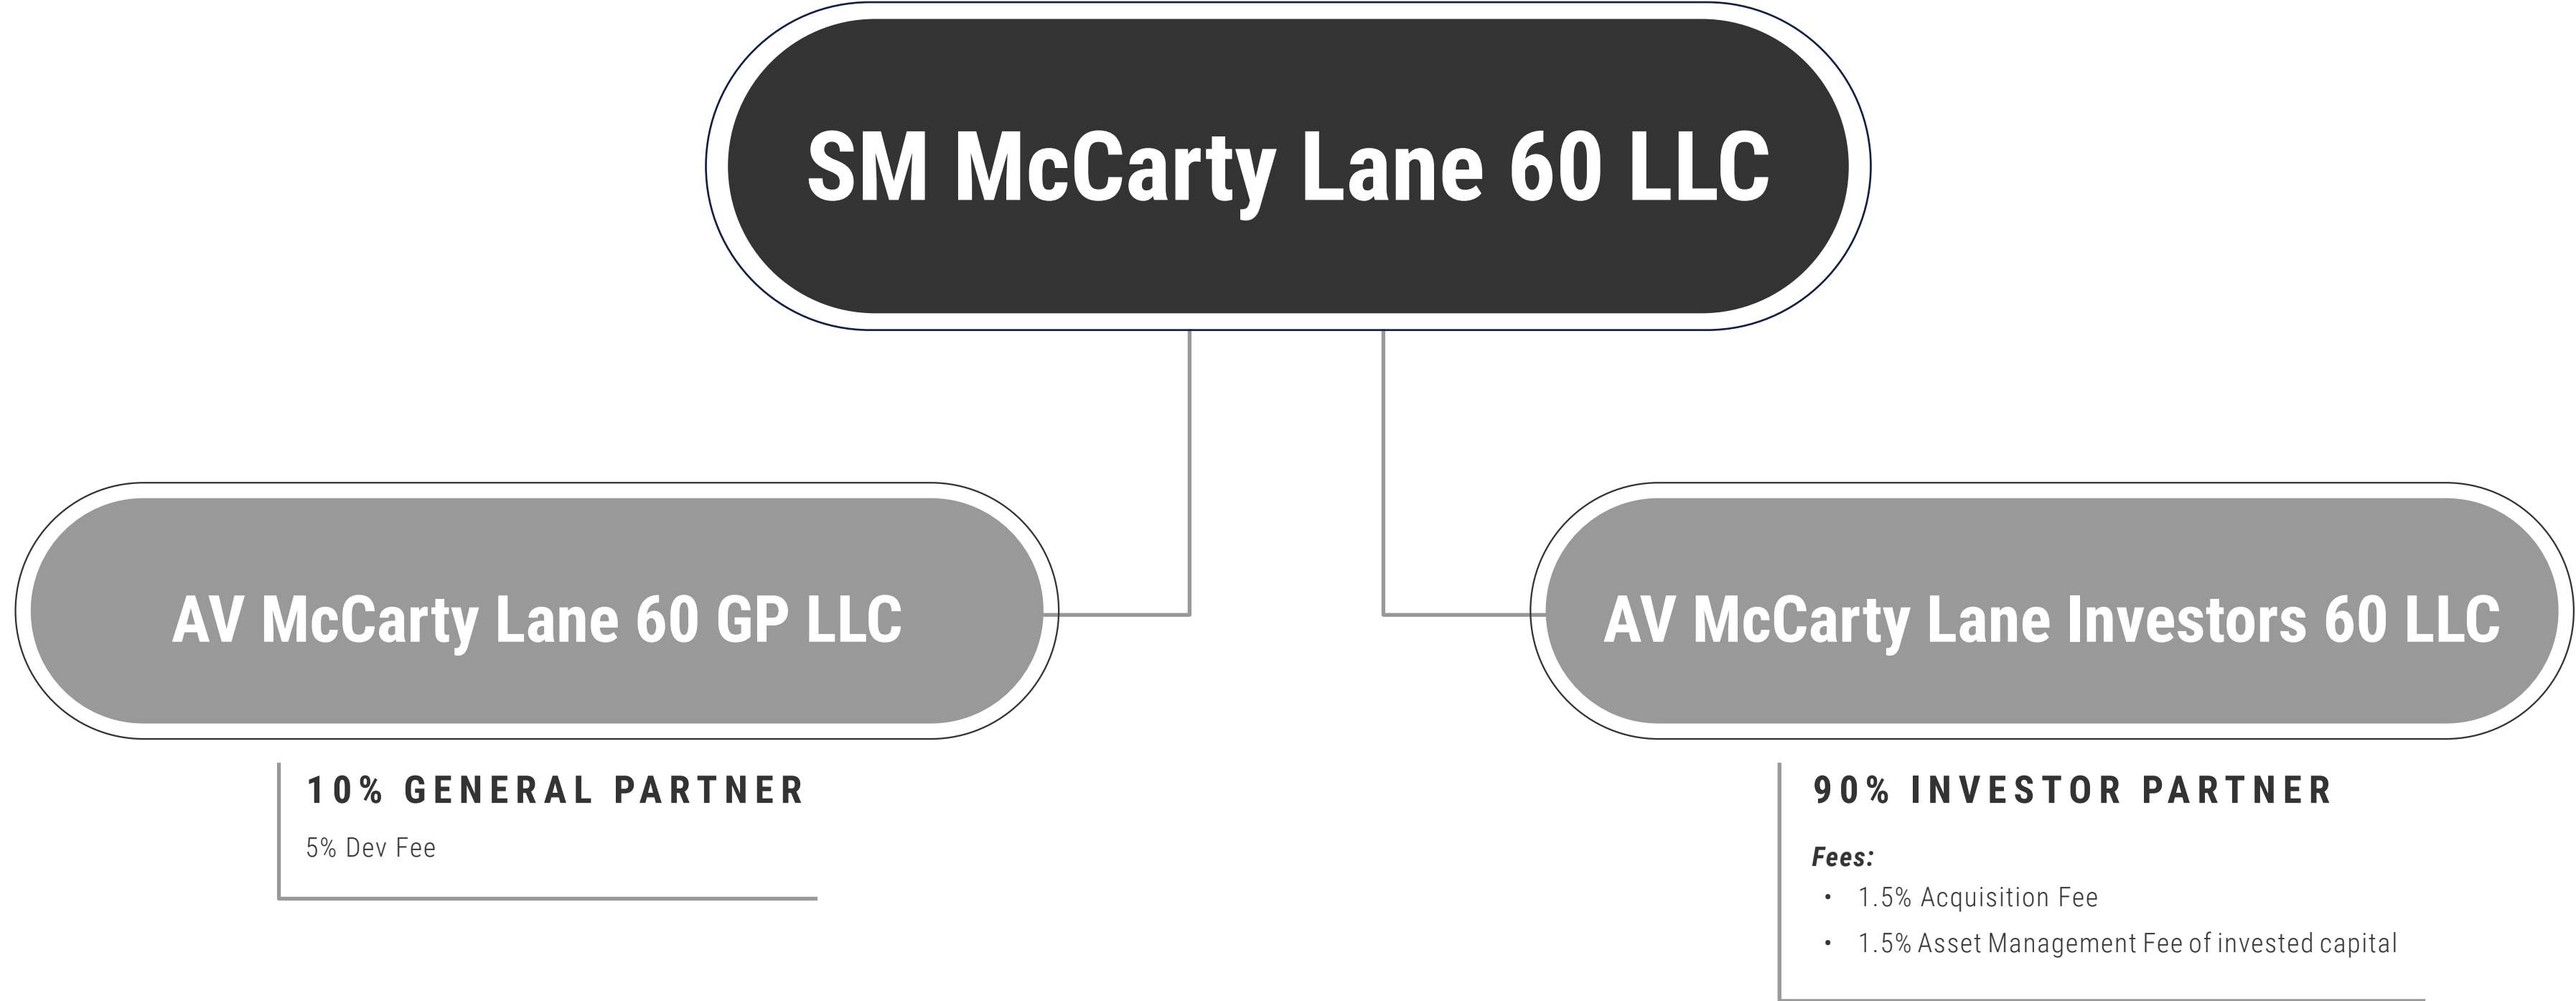 SM McCarty Lane 60 LLC
AV McCarty Lane 60 GP LLC
AV McCarty Lane Investors 60 LLC
10% GENERAL PARTNER
5% Dev Fee
90% INVESTOR PARTNER
Fees:
• 1.5% Acquisition Fee
• 1.5% Asset Management Fee of invested capital